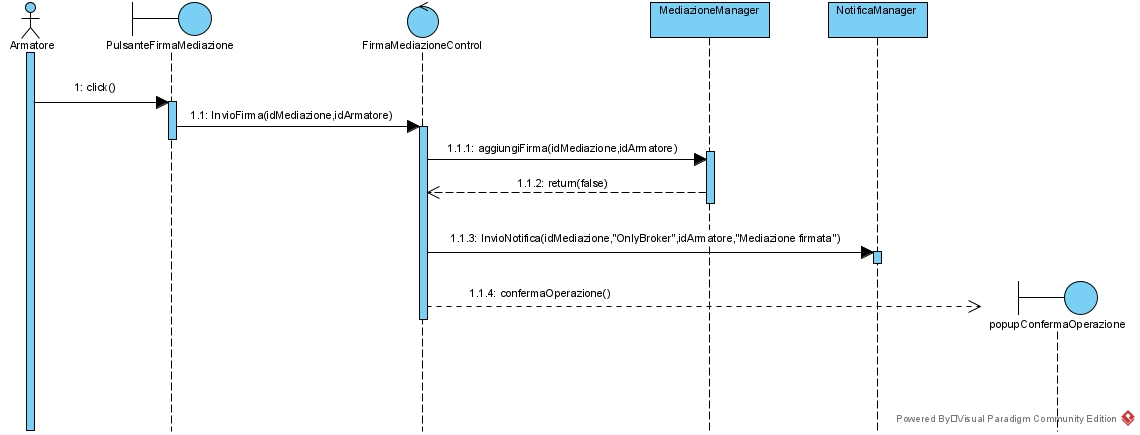 MediazioneManager
NotificaManager
Armatore
PulsanteFirmaMediazione
FirmaMediazioneControl
1: click()
1.1: InvioFirma(idMediazione,idArmatore)
1.1.1: aggiungiFirma(idMediazione,idArmatore)
1.1.2: return(false)
1.1.3: InvioNotifica(idMediazione,"OnlyBroker",idArmatore,"Mediazione firmata")
1.1.4: confermaOperazione()
popupConfermaOperazione
Powered By Visual Paradigm Community Edition